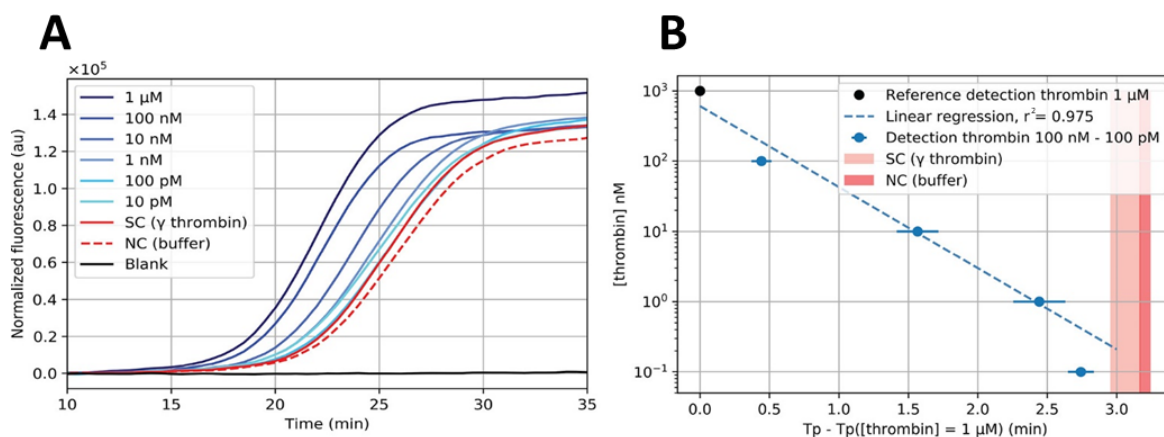 A
×10⁵
Normalized fluorescence (au)
1.4
1.2
1.0
0.8
0.6
0.4
0.2
0.0
1 μM
100 nM
10 nM
1 nM
100 pM
10 pM
SC (γ thrombin)
NC (buffer)
Blank
10 15 20 25 30 35
Time (min)
B
[thrombin] nM
10³
10²
10¹
10⁰
10⁻¹
Reference detection thrombin 1 μM
Linear regression, r²= 0.975
Detection thrombin 100 nM - 100 pM
SC (γ thrombin)
NC (buffer)
0.0 0.5 1.0 1.5 2.0 2.5 3.0
Tp - Tp([thrombin] = 1 μM) (min)